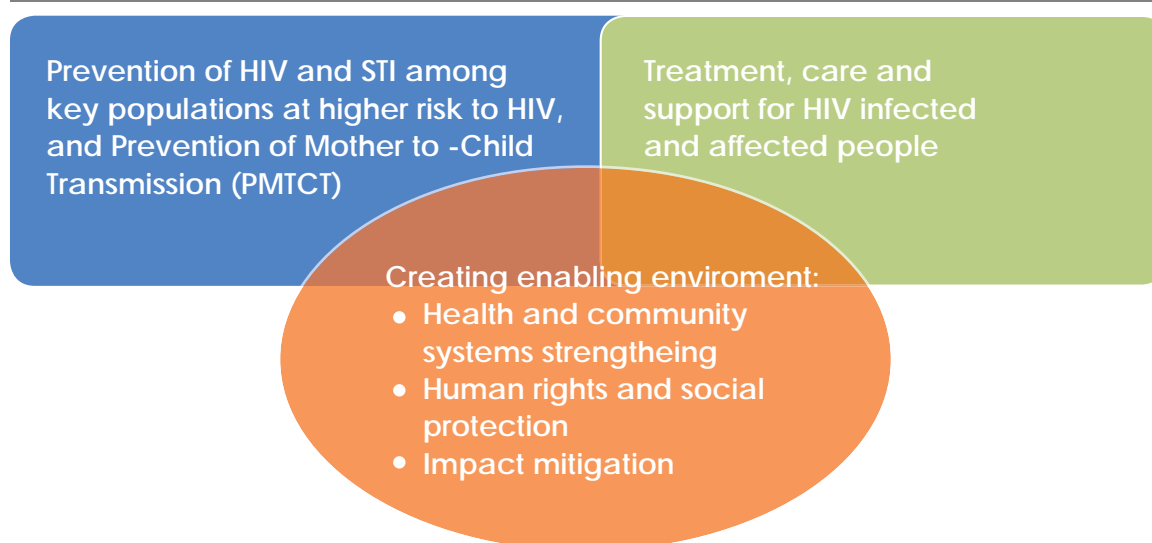 Prevention of HIV and STI among
key populations at higher risk to HIV,
and Prevention of Mother to -Child
Transmission (PMTCT)
Treatment, care and
support for HIV infected
and affected people
Creating enabling enviroment:
• Health and community
systems strengtheing
• Human rights and social
protection
• Impact mitigation